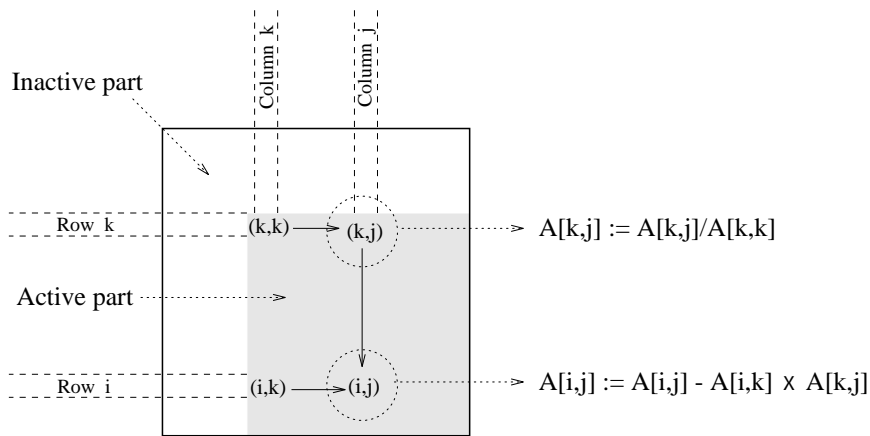 Column k
Column j
Inactive part
Row k
(k,k)
(k,j)
A[k,j] := A[k,j]/A[k,k]
Active part
Row i
(i,k)
(i,j)
A[i,j] := A[i,j] - A[i,k] x A[k,j]